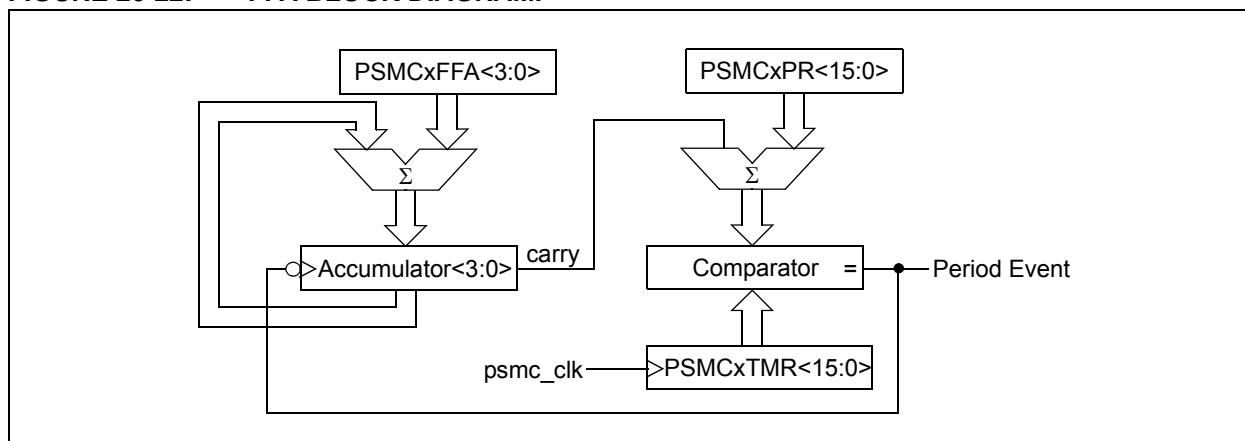 PSMCxFFA<3:0>
PSMCxPR<15:0>
Σ
Σ
Accumulator<3:0>
carry
Comparator =
Period Event
psmc_clk
PSMCxTMR<15:0>